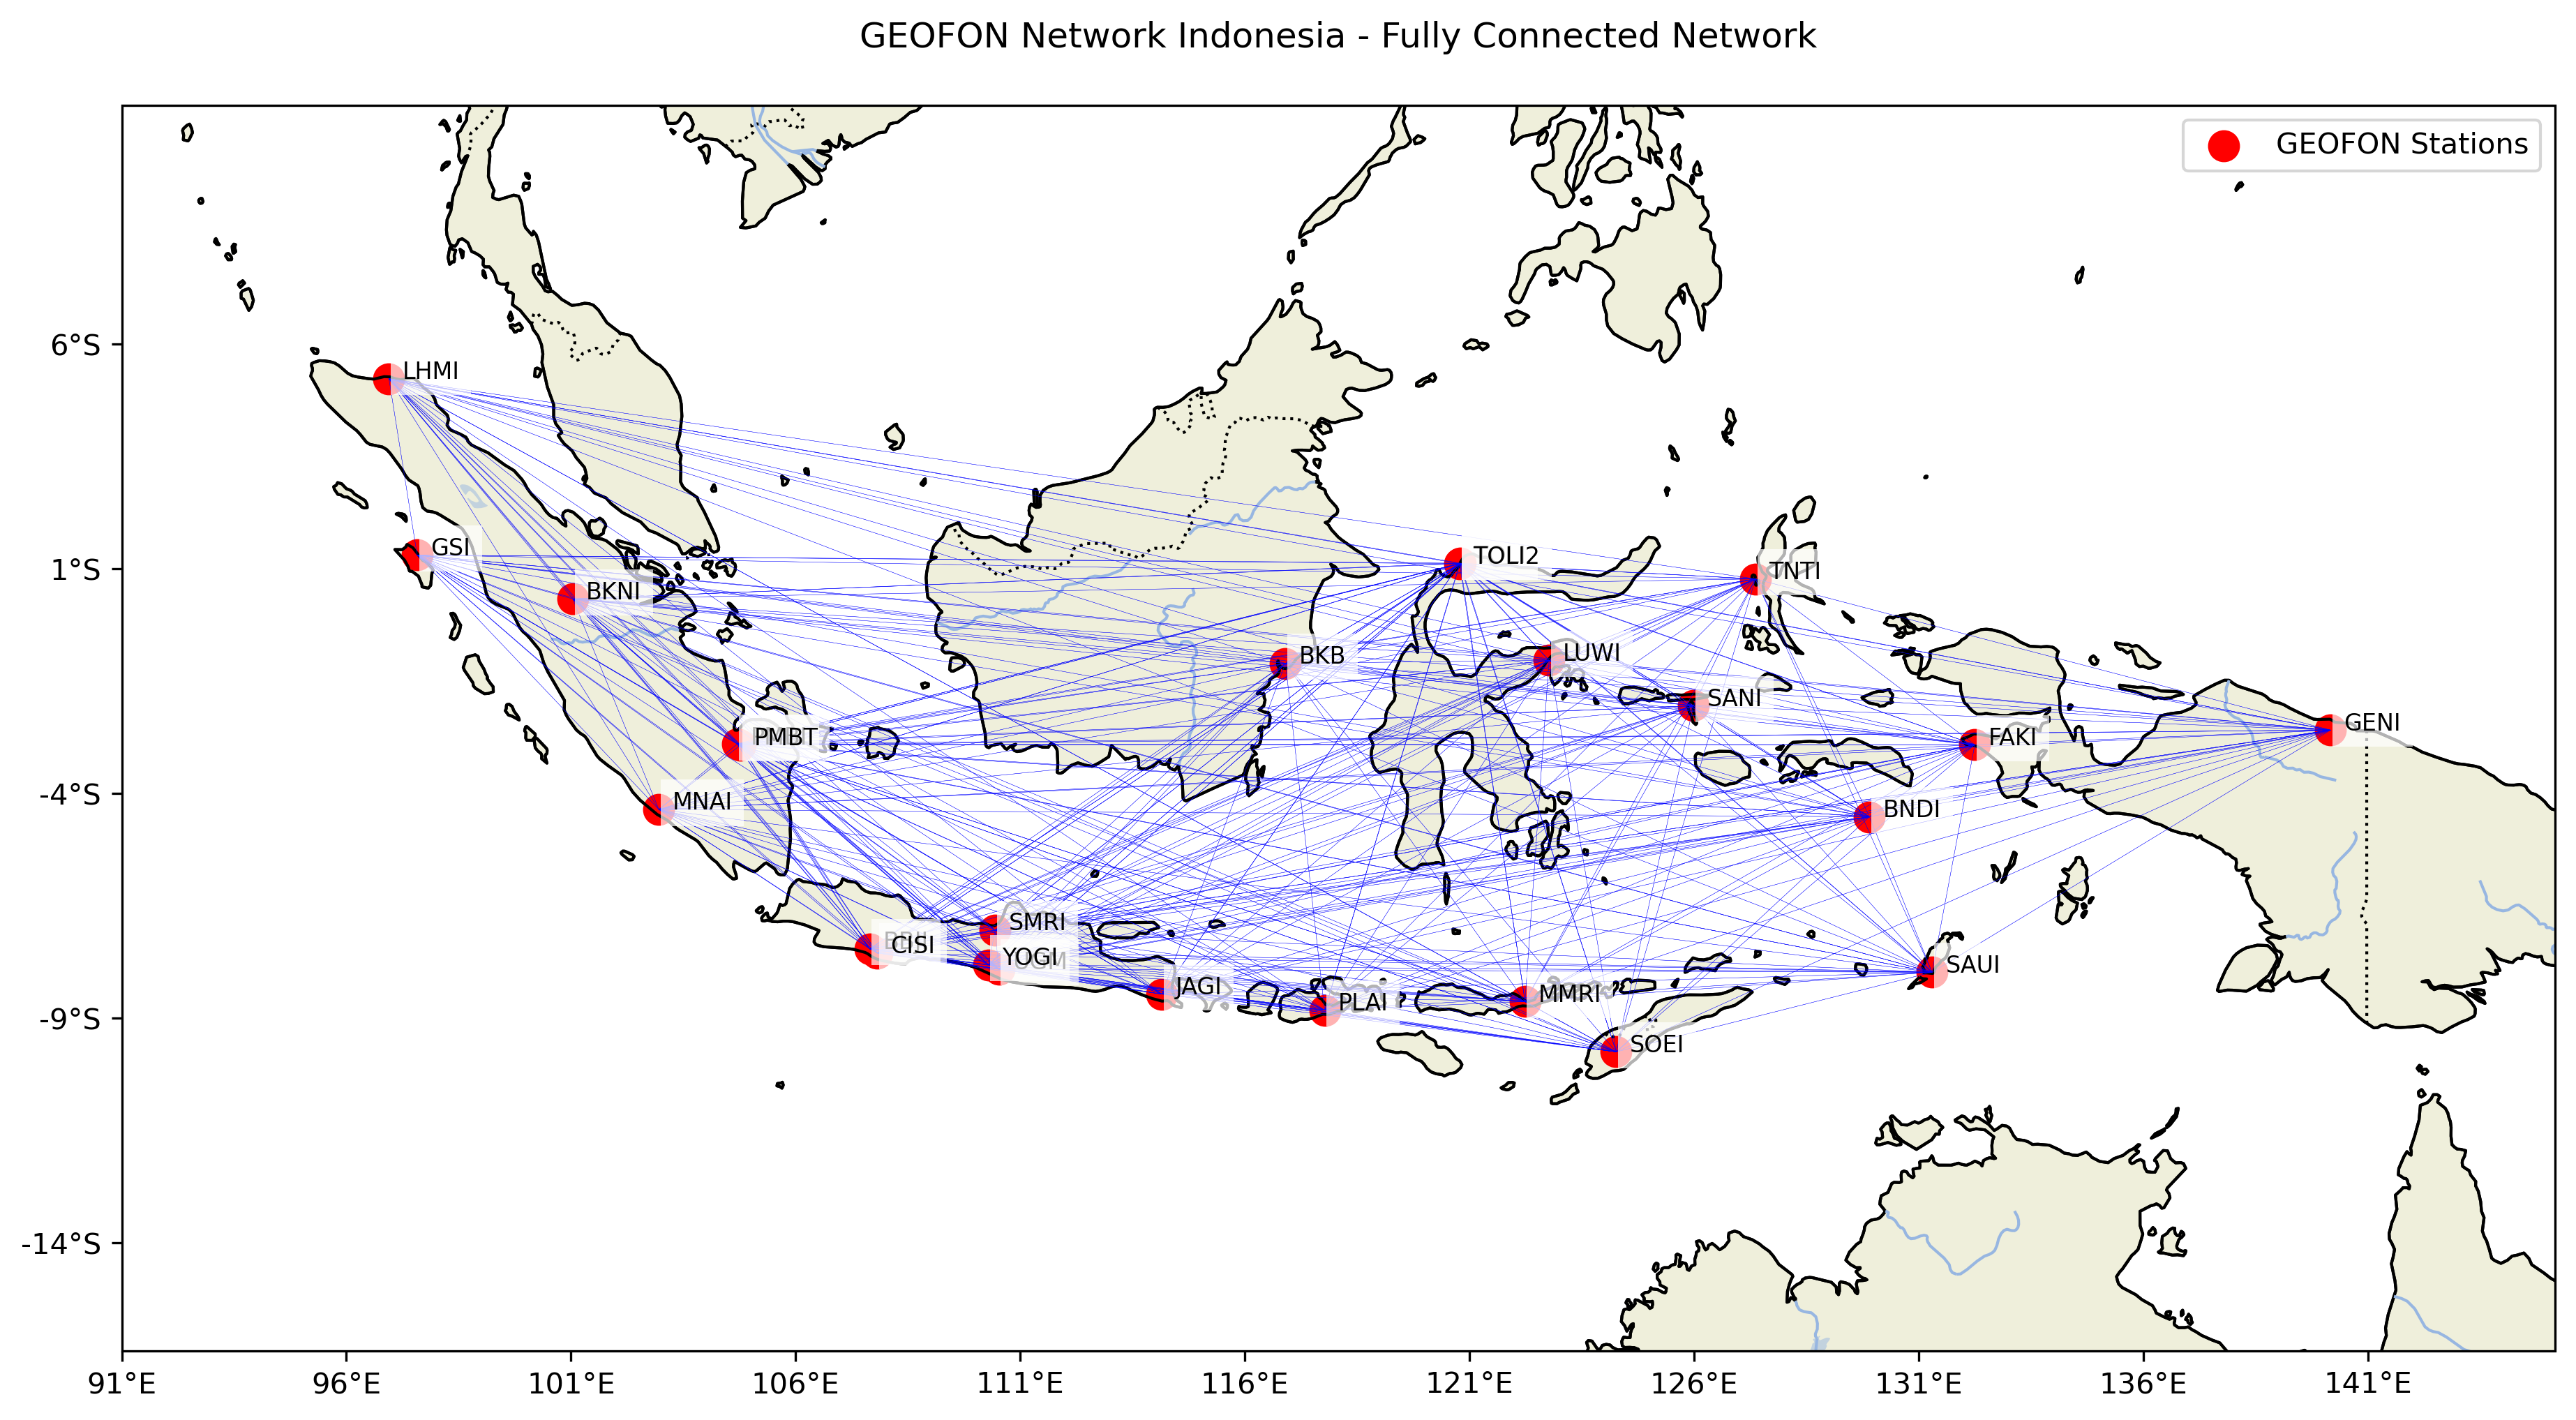 GEOFON Network Indonesia - Fully Connected Network
GEOFON Stations
6°S
1°S
-4°S
-9°S
-14°S
LHMI
GSI
BKNI
TOLI2
TNTI
BKB
LUWI
SANI
PMBT
FAKI
GENI
MNAI
BNDI
SMRI
CISI
YOGI
SAUI
JAGI
PLAI
MMRI
SOEI
91°E
96°E
101°E
106°E
111°E
116°E
121°E
126°E
131°E
136°E
141°E